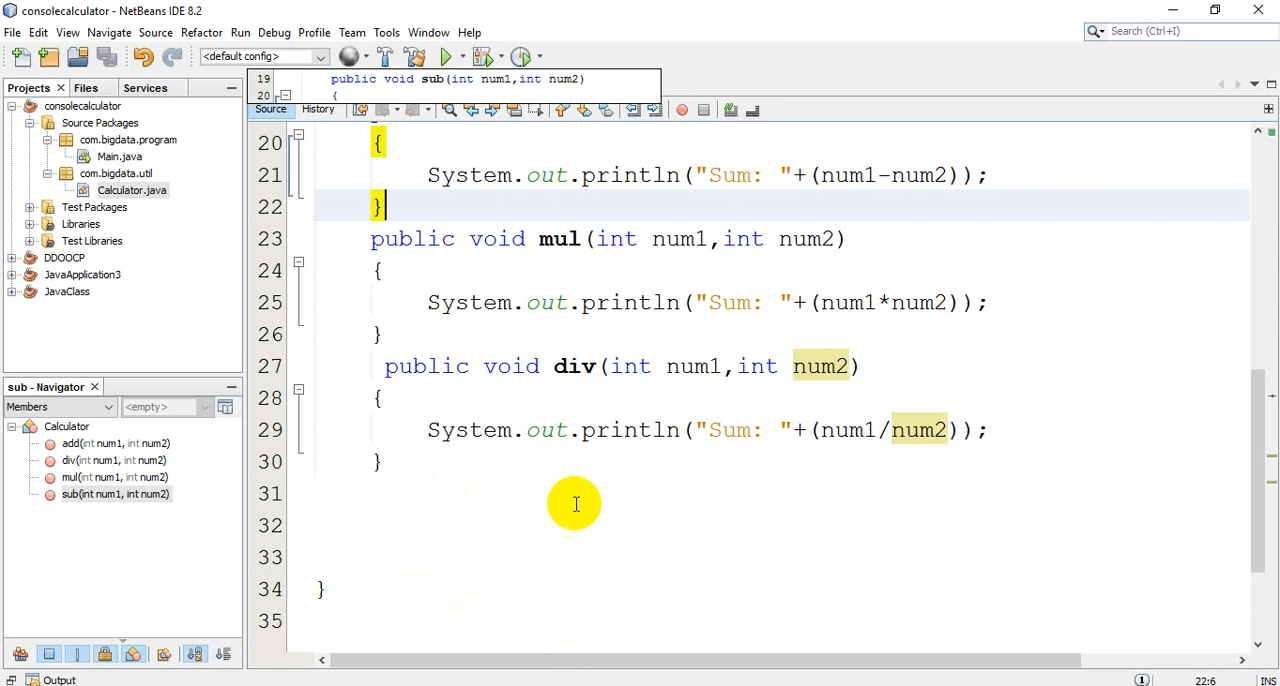 consolecalculator - NetBeans IDE 8.2
File Edit View Navigate Source Refactor Run Debug Profile Team Tools Window Help
Search (Ctrl+I)
<default config>
Projects Files Services
19 public void sub(int num1,int num2)
20 {
Source History
consolecalculator
Source Packages
com.bigdata.program
Main.java
com.bigdata.util
Calculator.java
Test Packages
Libraries
Test Libraries
DDOOCP
JavaApplication3
JavaClass
20 {
21 System.out.println("Sum: "+(num1-num2));
22 }
23 public void mul(int num1,int num2)
24 {
25 System.out.println("Sum: "+(num1*num2));
26 }
27 public void div(int num1,int num2)
28 {
29 System.out.println("Sum: "+(num1/num2));
30 }
31
32
33
34 }
35
sub - Navigator
Members <empty>
Calculator
add(int num1, int num2)
div(int num1, int num2)
mul(int num1, int num2)
sub(int num1, int num2)
Output
1 22:6 INS